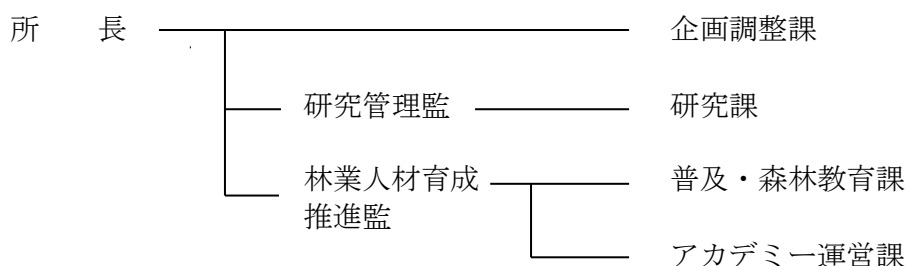 所　　長
企画調整課
研究管理監
研究課
林業人材育成
推進監
普及・森林教育課
アカデミー運営課